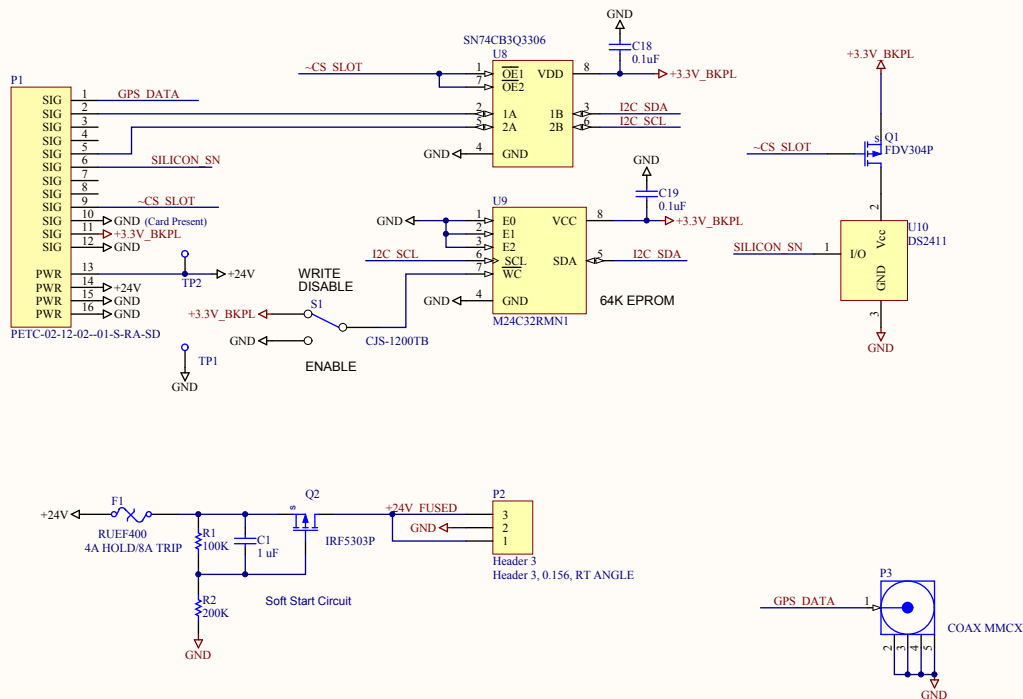 P1
SIG 1 GPS_DATA
SIG 2
SIG 3
SIG 4
SIG 5
SIG 6 SILICON_SN
SIG 7
SIG 8
SIG 9 ~CS_SLOT
SIG 10 GND (Card Present)
SIG 11 +3.3V_BKPL
SIG 12 GND
PWR 13 +24V
PWR 14 +24V
PWR 15 GND
PWR 16 GND
PETC-02-12-02--01-S-RA-SD
TP2
TP1
GND
SN74CB3Q3306
U8
~CS_SLOT
1 OE1 VDD 8
7 OE2
2 1A 1B 3 I2C_SDA
5 2A 2B 6 I2C_SCL
GND 4 GND
GND
C18
0.1uF
+3.3V_BKPL
U9
GND 1 E0 VCC 8
2 E1
3 E2
I2C_SCL 6 SCL SDA 5 I2C_SDA
7 WC
GND 4 GND
M24C32RMN1
64K EPROM
GND
C19
0.1uF
+3.3V_BKPL
WRITE
DISABLE
+3.3V_BKPL
S1
GND
CJS-1200TB
ENABLE
+3.3V_BKPL
~CS_SLOT
S
Q1
FDV304P
2
U10
DS2411
SILICON_SN 1 I/O
Vcc
GND
3
GND
+24V
F1
RUEF400
4A HOLD/8A TRIP
R1
100K
C1
1 uF
Q2
S
IRF5303P
R2
200K
GND
Soft Start Circuit
P2
+24V_FUSED 3
GND 2
1
Header 3
Header 3, 0.156, RT ANGLE
P3
GPS_DATA 1
COAX MMCX
2 3 4 5
GND